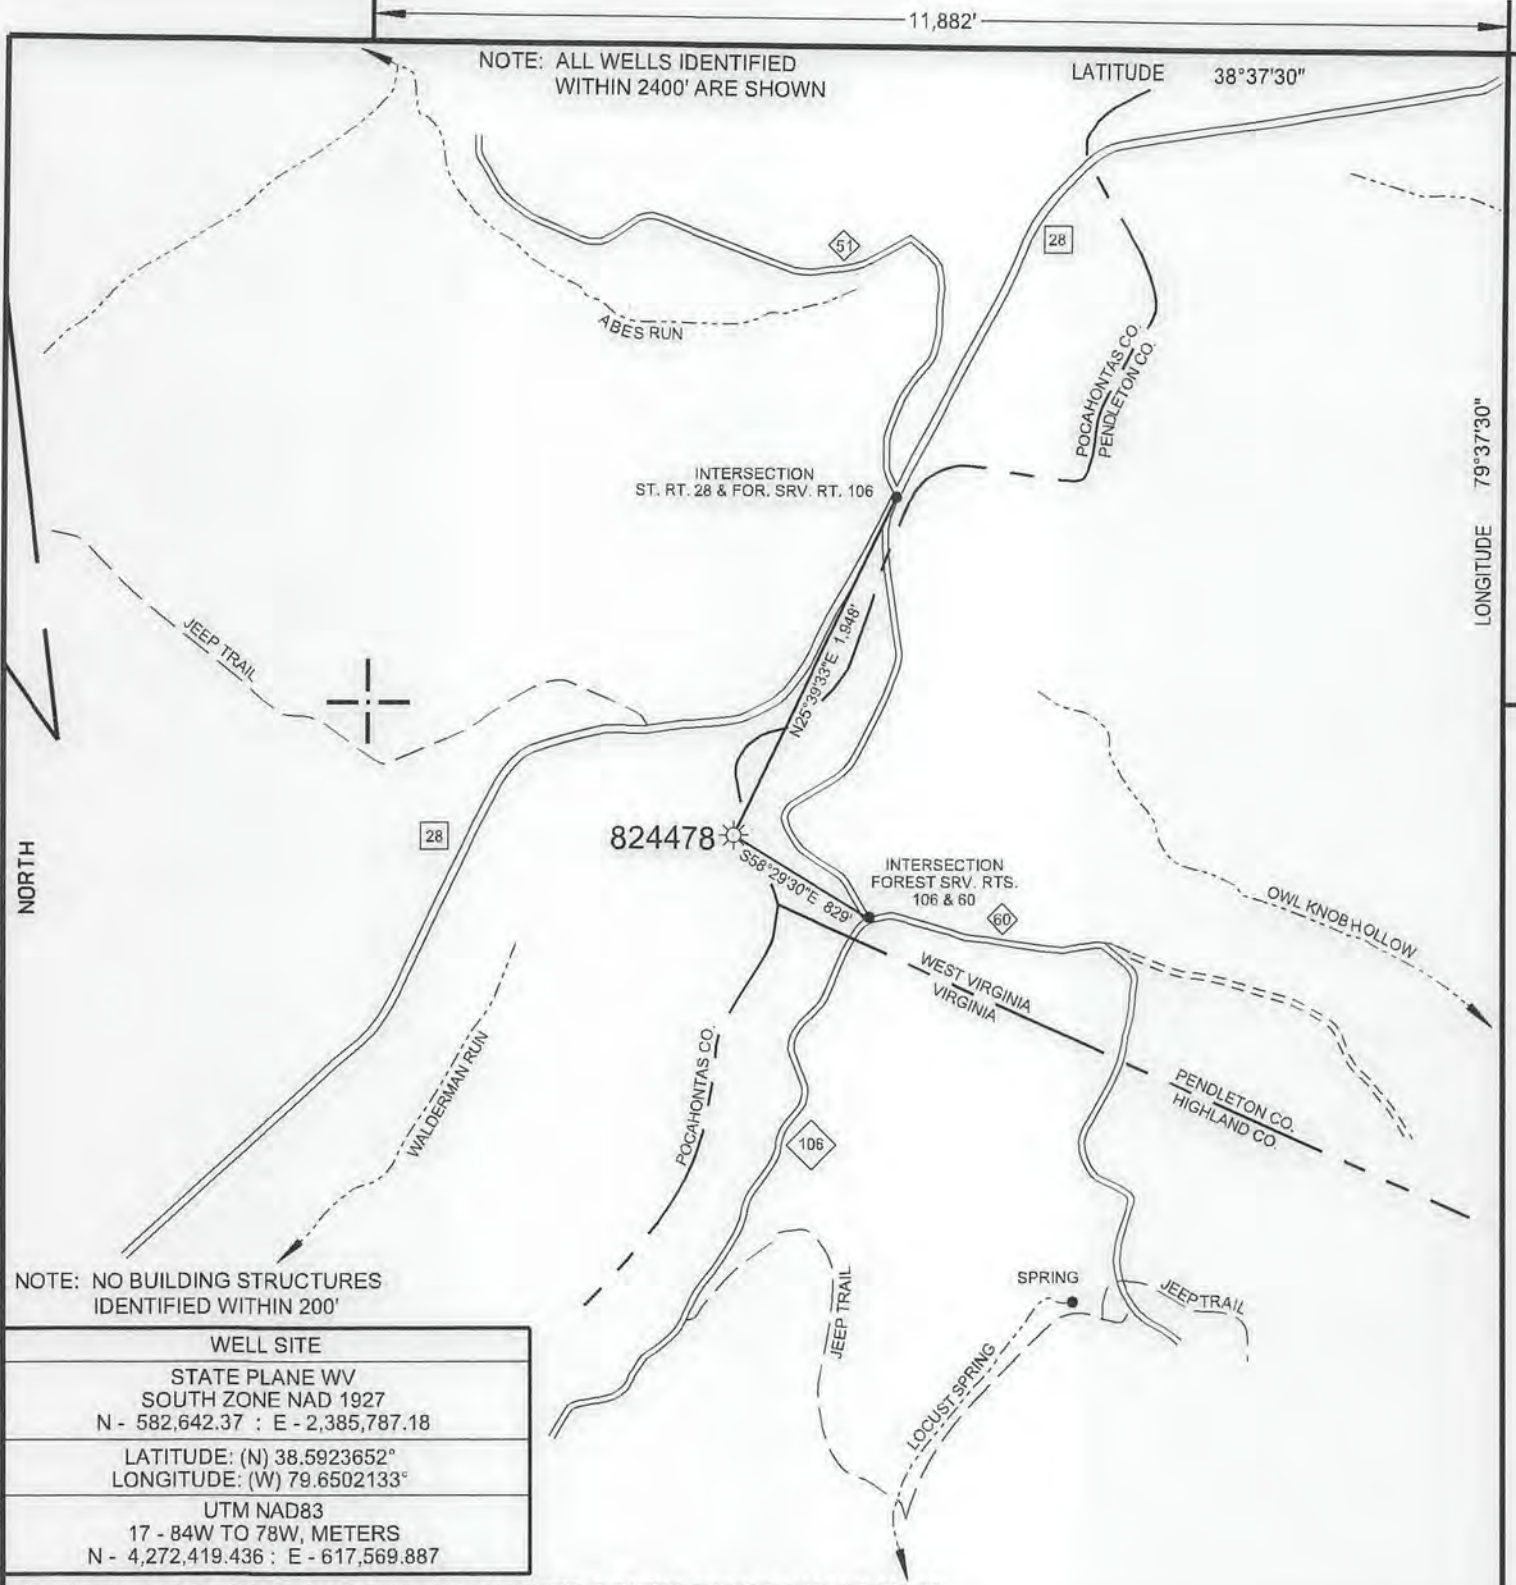 11,882'
NOTE: ALL WELLS IDENTIFIED
WITHIN 2400' ARE SHOWN
LATITUDE 38°37'30"
51
28
ABES RUN
POCAHONTAS CO.
PENDLETON CO.
LONGITUDE 79°37'30"
INTERSECTION
ST. RT. 28 & FOR. SRV. RT. 106
JEEP TRAIL
N25°39'33"E 1,948'
28
824478
NORTH
S58°29'30"E 829'
INTERSECTION
FOREST SRV. RTS.
106 & 60
60
OWL KNOB HOLLOW
WEST VIRGINIA
VIRGINIA
WALDERMAN RUN
POCAHONTAS CO.
PENDLETON CO.
HIGHLAND CO.
106
NOTE: NO BUILDING STRUCTURES
IDENTIFIED WITHIN 200'
SPRING
JEEP TRAIL
JEEP TRAIL
LOCUST SPRING
WELL SITE
STATE PLANE WV
SOUTH ZONE NAD 1927
N - 582,642.37 : E - 2,385,787.18
LATITUDE: (N) 38.5923652°
LONGITUDE: (W) 79.6502133°
UTM NAD83
17 - 84W TO 78W, METERS
N - 4,272,419.436 : E - 617,569.887